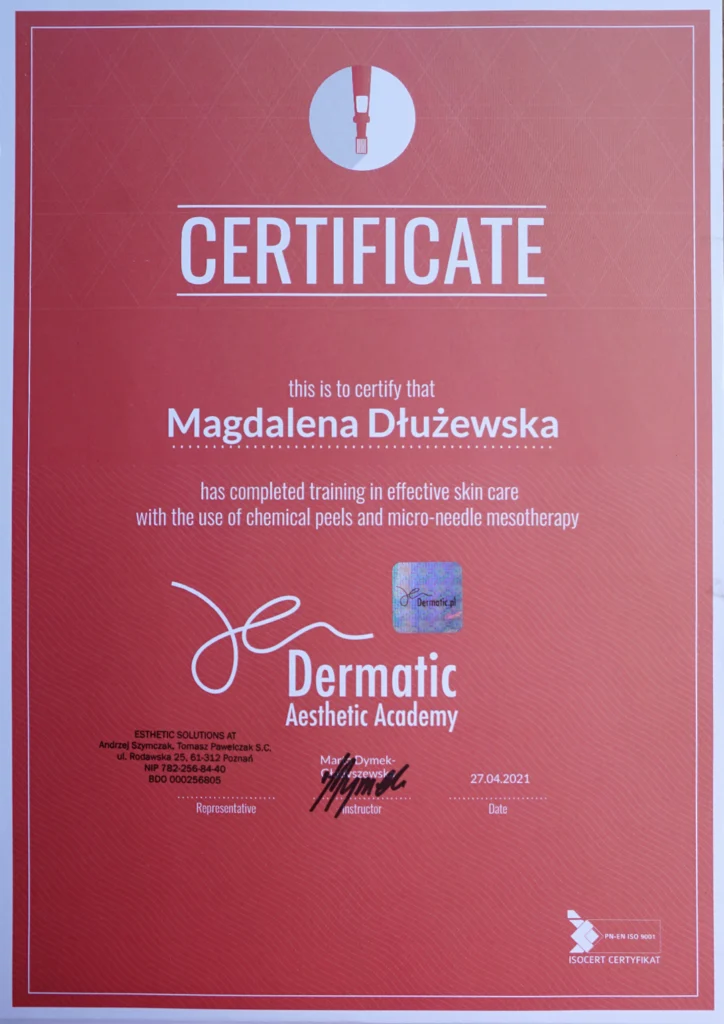 CERTIFICATE
this is to certify that
Magdalena Dłużewska
has completed training in effective skin care
with the use of chemical peels and micro-needle mesotherapy
Dermatic.pl
Dermatic
Aesthetic Academy
ESTHETIC SOLUTIONS AT
Andrzej Szymczak, Tomasz Pawelczak S.C.
ul. Rodawska 25, 61-312 Poznań
NIP 782-256-84-40
BDO 000256805
Representative
Dymek-
Instructor
27.04.2021
Date
PN-EN ISO 9001
ISOCERT CERTYFIKAT